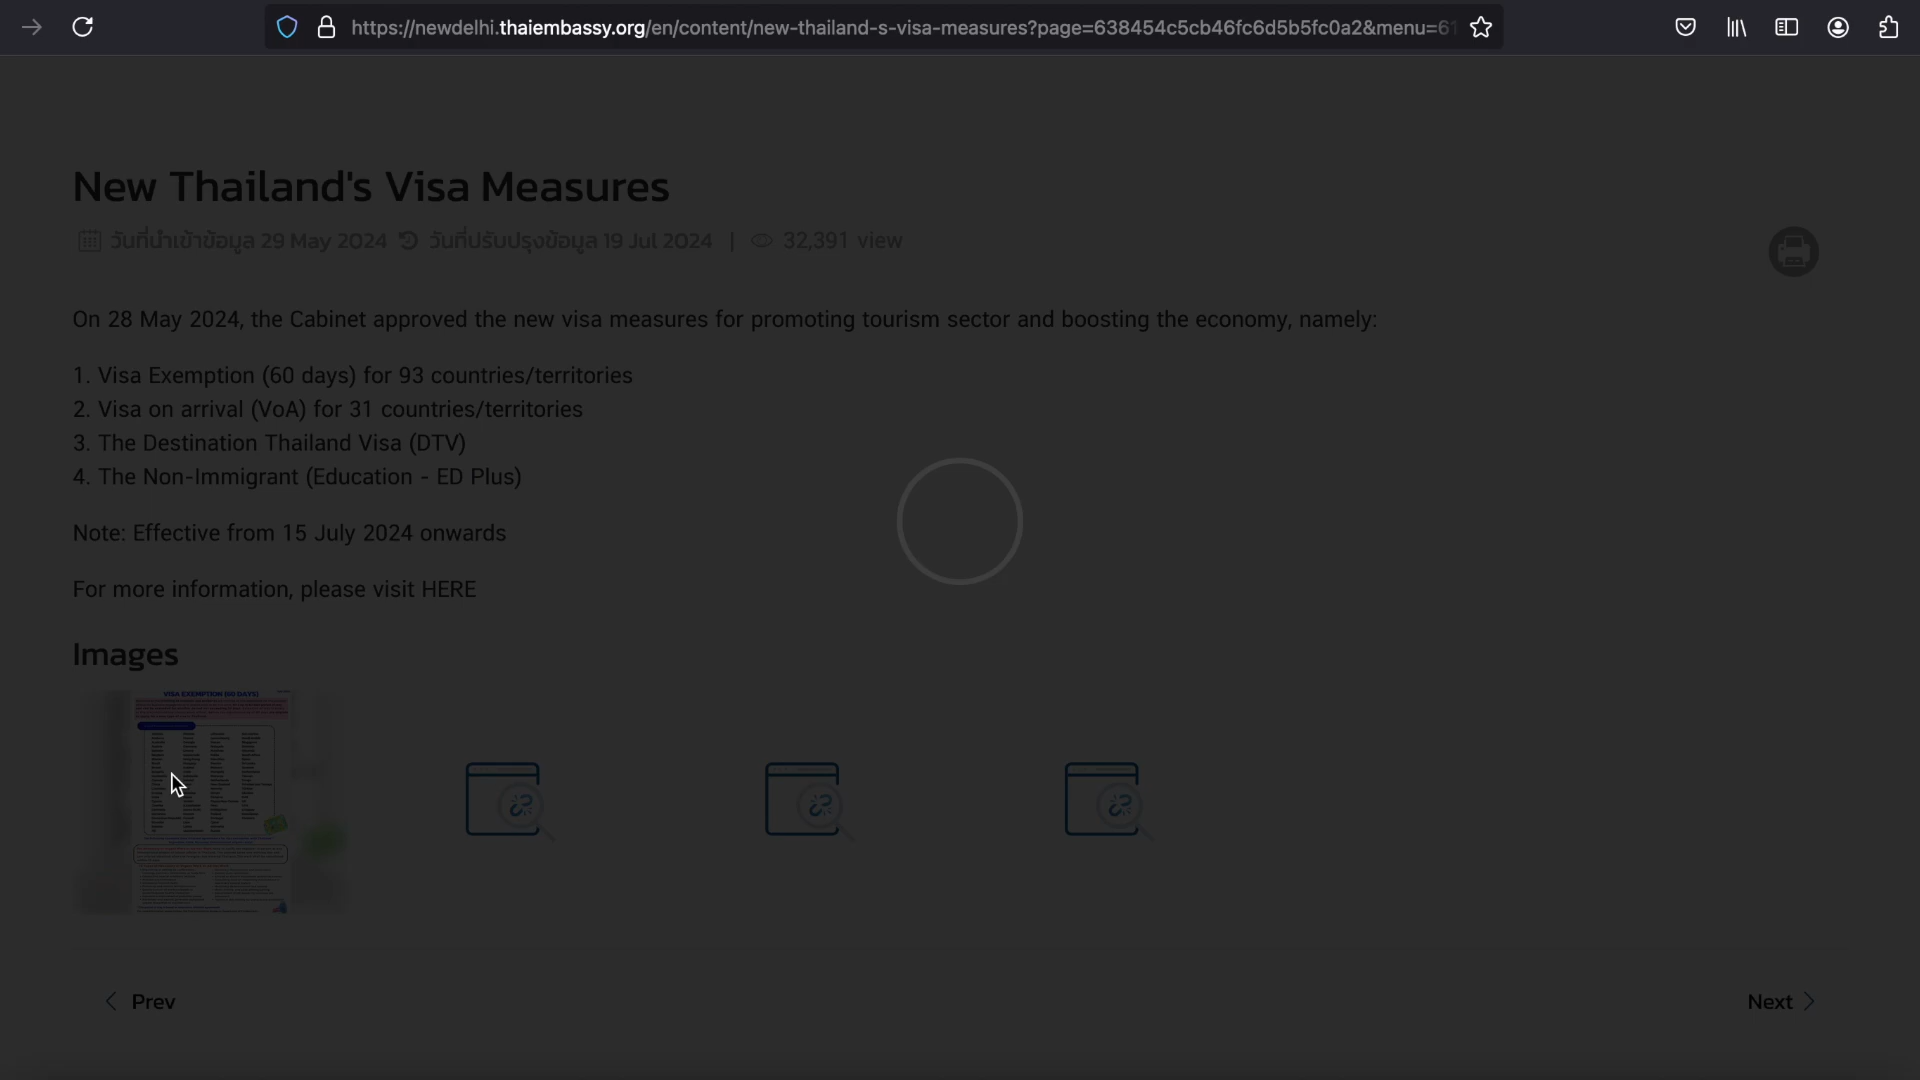 https://newdelhi.thaiembassy.org/en/content/new-thailand-s-visa-measures?page=638454c5cb46fc6d5b5fc0a2&menu=61
New Thailand's Visa Measures
วันที่นำเข้าข้อมูล 29 May 2024 วันที่ปรับปรุงข้อมูล 19 Jul 2024 | 32,391 view
On 28 May 2024, the Cabinet approved the new visa measures for promoting tourism sector and boosting the economy, namely:
1. Visa Exemption (60 days) for 93 countries/territories
2. Visa on arrival (VoA) for 31 countries/territories
3. The Destination Thailand Visa (DTV)
4. The Non-Immigrant (Education - ED Plus)
Note: Effective from 15 July 2024 onwards
For more information, please visit HERE
Images
VISA EXEMPTION (60 DAYS)
Prev
Next